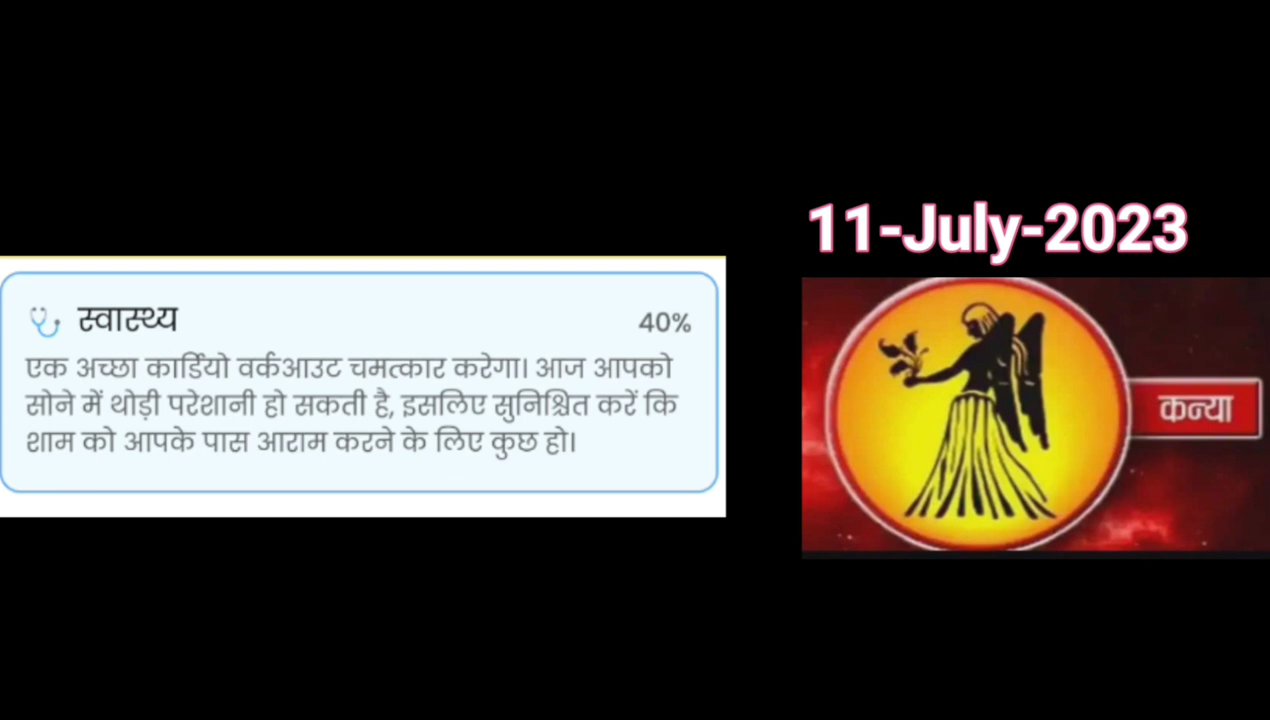 11-July-2023
स्वास्थ्य 40%
एक अच्छा कार्डियो वर्कआउट चमत्कार करेगा। आज आपको
सोने में थोड़ी परेशानी हो सकती है, इसलिए सुनिश्चित करें कि
शाम को आपके पास आराम करने के लिए कुछ हो।
कन्या